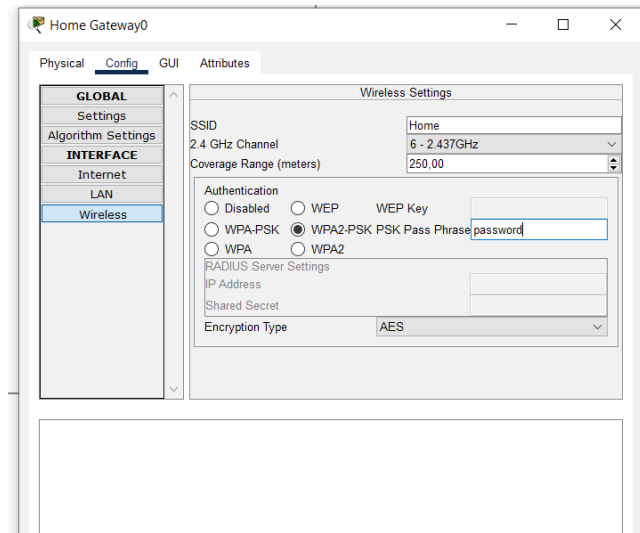 Home Gateway0
Physical Config GUI Attributes
GLOBAL
Settings
Algorithm Settings
INTERFACE
Internet
LAN
Wireless
Wireless Settings
SSID Home
2.4 GHz Channel 6 - 2.437GHz
Coverage Range (meters) 250,00
Authentication
Disabled WEP WEP Key
WPA-PSK WPA2-PSK PSK Pass Phrase password
WPA WPA2
RADIUS Server Settings
IP Address
Shared Secret
Encryption Type AES